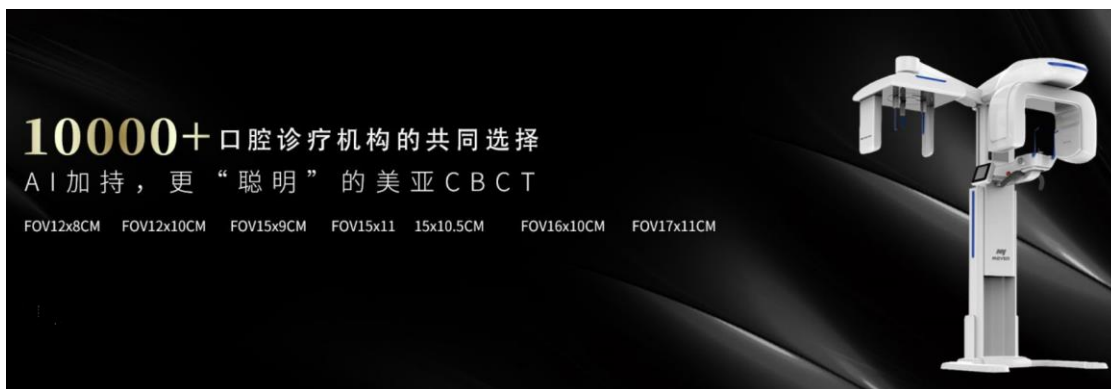 10000+口腔诊疗机构的共同选择
AI加持，更“聪明”的美亚CBCT
FOV12x8CM FOV12x10CM FOV15x9CM FOV15x11 15x10.5CM FOV16x10CM FOV17x11CM